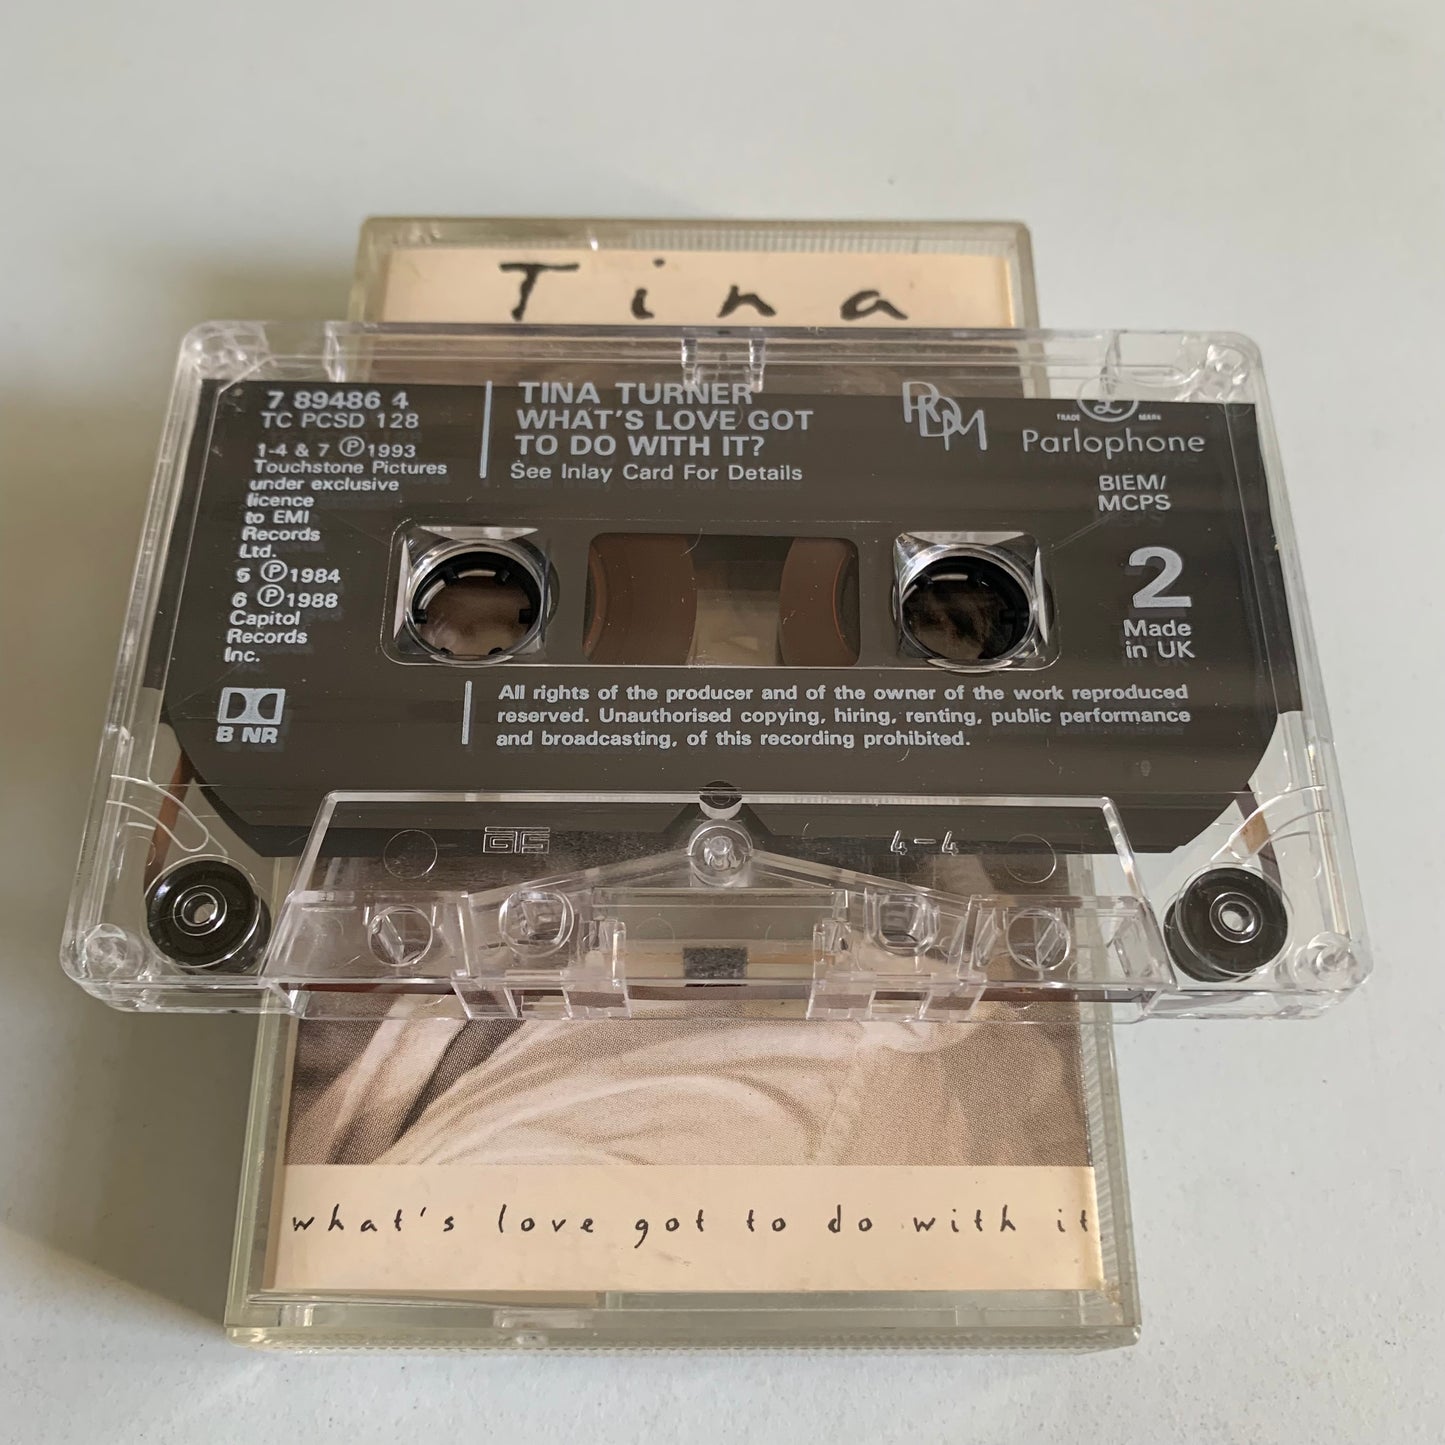 Tina
7 89486 4
TC PCSD 128
1-4 & 7 ℗1993
Touchstone Pictures
under exclusive
licence
to EMI
Records
Ltd.
5 ℗1984
6 ℗1988
Capitol
Records
Inc.
B NR
TINA TURNER
WHAT'S LOVE GOT
TO DO WITH IT?
See Inlay Card For Details
PDM
£
TRADE MARK
Parlophone
BIEM/
MCPS
2
Made
in UK
All rights of the producer and of the owner of the work reproduced
reserved. Unauthorised copying, hiring, renting, public performance
and broadcasting, of this recording prohibited.
GTS
4-4
what's love got to do with it